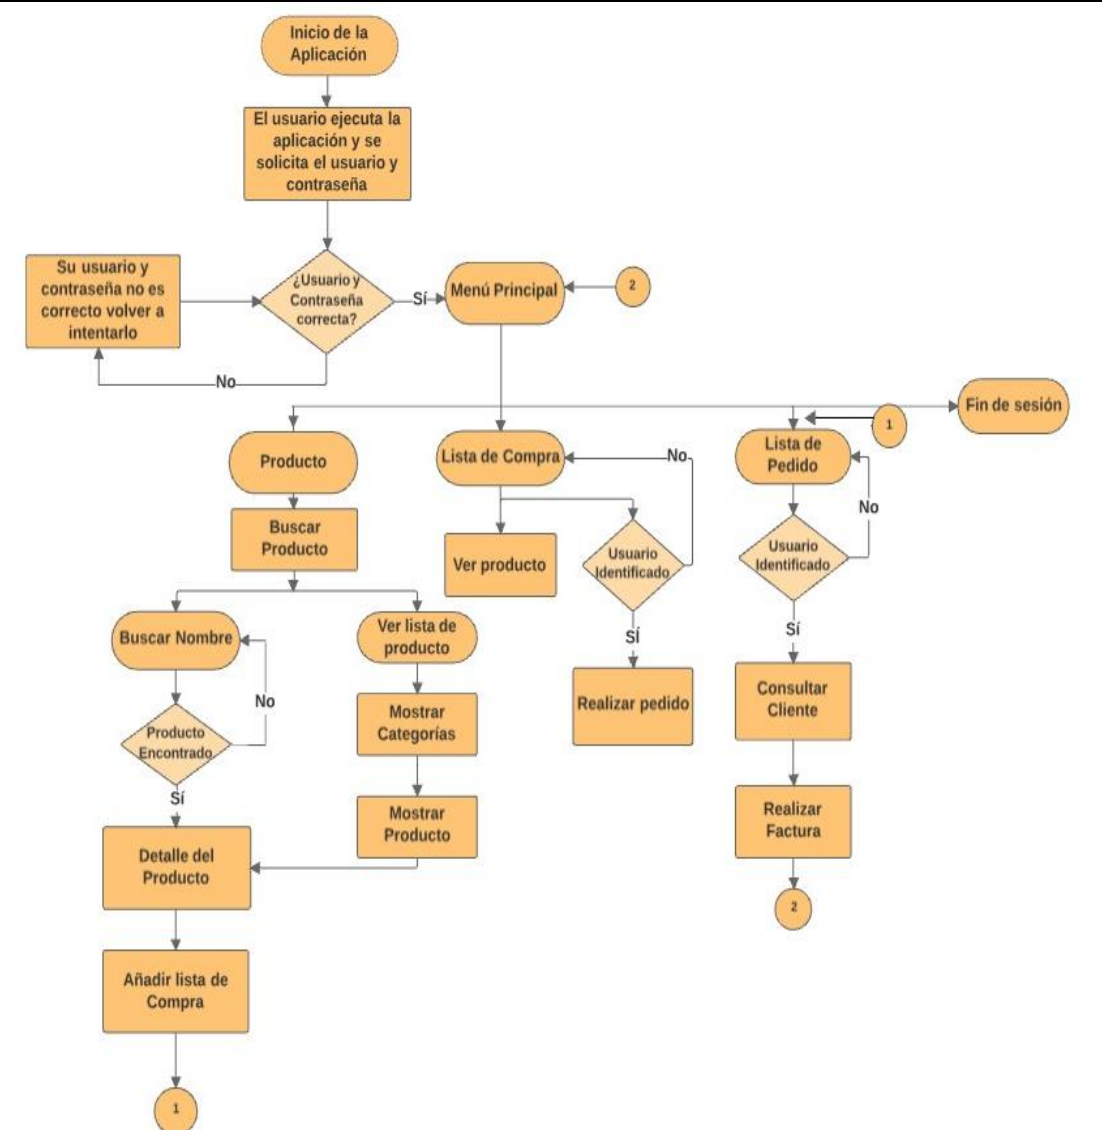 Inicio de la
Aplicación
El usuario ejecuta la
aplicación y se
solicita el usuario y
contraseña
Su usuario y
contraseña no es
correcto volver a
intentarlo
¿Usuario y
Contraseña
correcta?
Sí
Menú Principal
2
No
Fin de sesión
1
Producto
Lista de Compra
No
Lista de
Pedido
No
Buscar
Producto
Ver producto
Usuario
Identificado
Usuario
Identificado
Buscar Nombre
Ver lista de
producto
SÍ
Sí
No
Producto
Encontrado
Mostrar
Categorías
Realizar pedido
Consultar
Cliente
Sí
Mostrar
Producto
Realizar
Factura
Detalle del
Producto
2
Añadir lista de
Compra
1